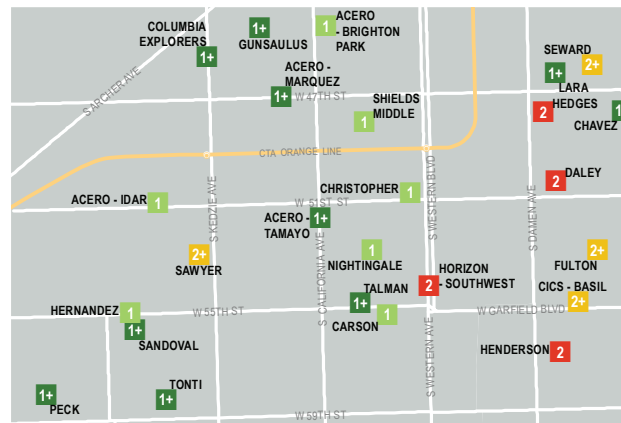 COLUMBIA
EXPLORERS
1+
1+
GUNSAULUS
1
ACERO
- BRIGHTON
PARK
SEWARD
2+
1+
LARA
HEDGES
2
1
CHAVEZ
S ARCHER AVE
ACERO -
MARQUEZ
1+
W 47TH ST
SHIELDS
MIDDLE
1
CTA ORANGE LINE
DALEY
2
ACERO - IDAR
1
S KEDZIE AVE
CHRISTOPHER
1
W 51ST ST
ACERO -
TAMAYO
1+
S WESTERN BLVD
S DAMEN AVE
2+
SAWYER
1
NIGHTINGALE
S CALIFORNIA AVE
HORIZON
- SOUTHWEST
2
2+
FULTON
CICS - BASIL
2+
HERNANDEZ
1
1+
SANDOVAL
W 55TH ST
TALMAN
1+
1
CARSON
W GARFIELD BLVD
S WESTERN AVE
HENDERSON
2
1+
PECK
TONTI
1+
W 59TH ST